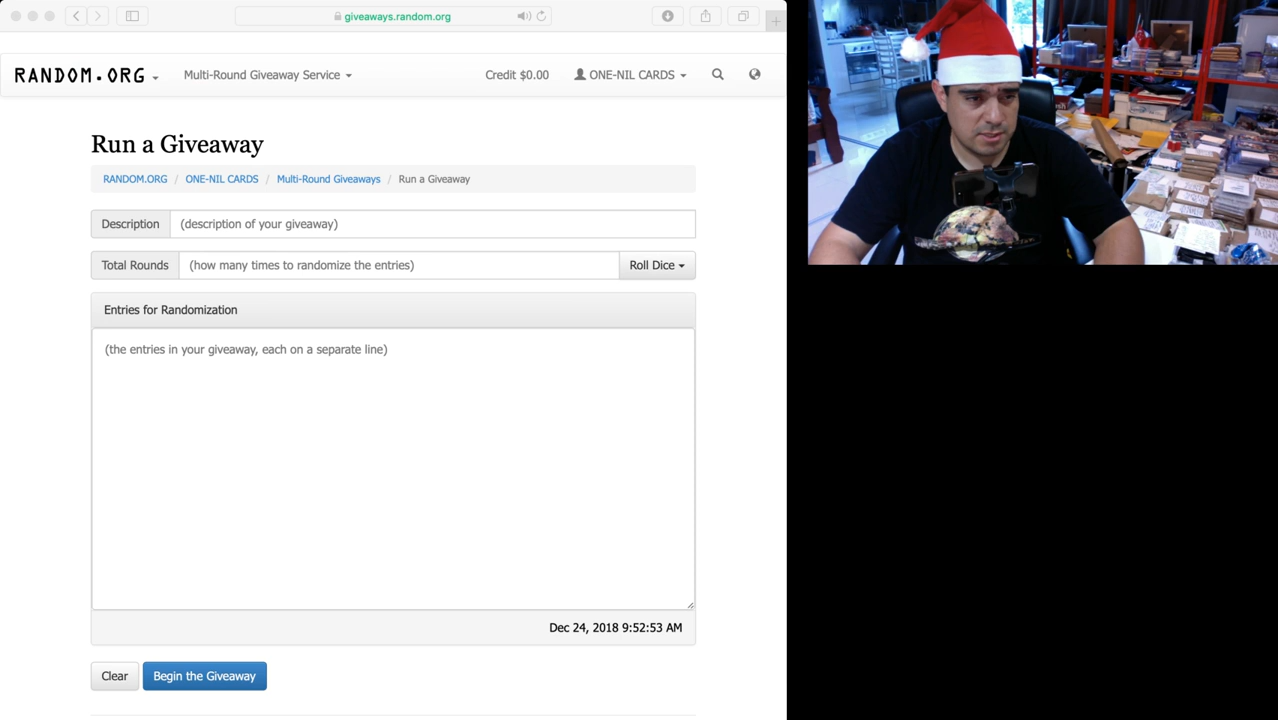 giveaways.random.org
RANDOM.ORG
Multi-Round Giveaway Service
Credit $0.00
ONE-NIL CARDS
Run a Giveaway
RANDOM.ORG / ONE-NIL CARDS / Multi-Round Giveaways / Run a Giveaway
Description (description of your giveaway)
Total Rounds (how many times to randomize the entries) Roll Dice
Entries for Randomization
(the entries in your giveaway, each on a separate line)
Dec 24, 2018 9:52:53 AM
Clear Begin the Giveaway